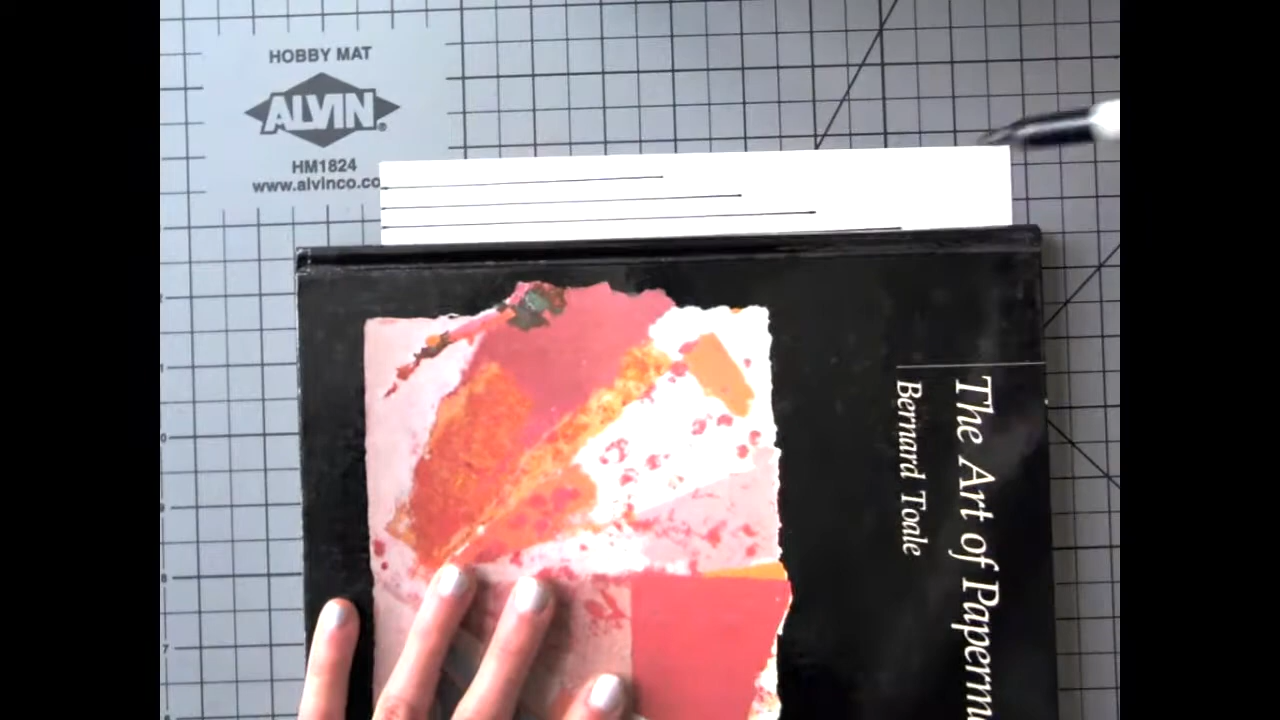 HOBBY MAT
ALVIN®
HM1824
www.alvinco.co
The Art of Paperm
Bernard Toale